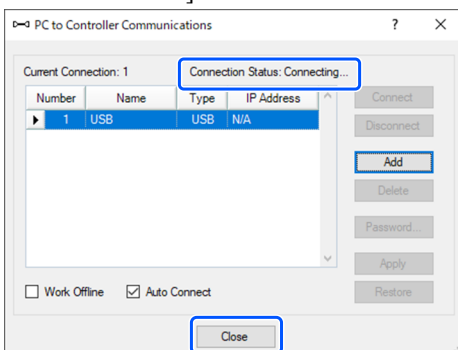 PC to Controller Communications ? ×
Current Connection: 1 Connection Status: Connecting...
Number Name Type IP Address
1 USB USB N/A
Connect
Disconnect
Add
Delete
Password...
Apply
Restore
Work Offline Auto Connect
Close